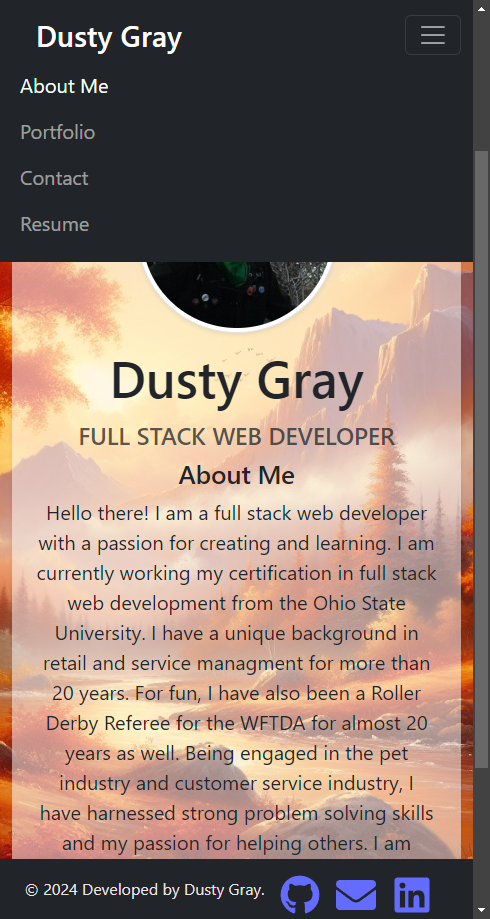 Dusty Gray
About Me
Portfolio
Contact
Resume
Dusty Gray
FULL STACK WEB DEVELOPER
About Me
Hello there! I am a full stack web developer
with a passion for creating and learning. I am
currently working my certification in full stack
web development from the Ohio State
University. I have a unique background in
retail and service managment for more than
20 years. For fun, I have also been a Roller
Derby Referee for the WFTDA for almost 20
years as well. Being engaged in the pet
industry and customer service industry, I
have harnessed strong problem solving skills
and my passion for helping others. I am
© 2024 Developed by Dusty Gray.
in